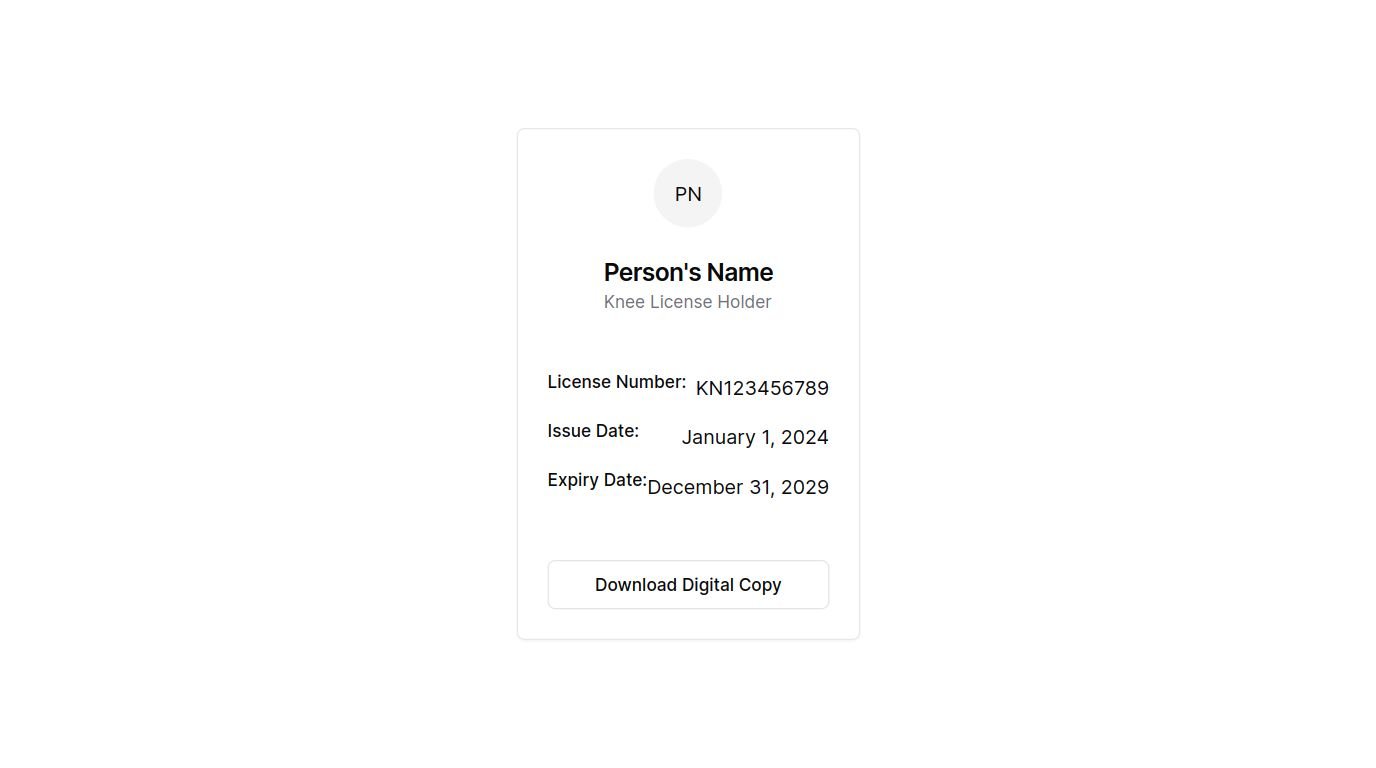 PN
Person's Name
Knee License Holder
License Number: KN123456789
Issue Date: January 1, 2024
Expiry Date: December 31, 2029
Download Digital Copy